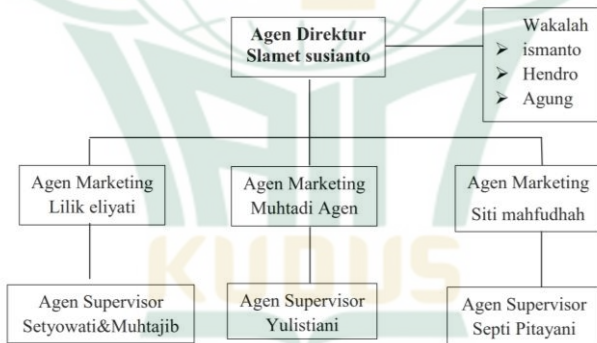 Agen Direktur
Slamet susianto
Wakalah
➢ ismanto
➢ Hendro
➢ Agung
Agen Marketing
Lilik eliyati
Agen Marketing
Muhtadi Agen
Agen Marketing
Siti mahfudhah
Agen Supervisor
Setyowati&Muhtajib
Agen Supervisor
Yulistiani
Agen Supervisor
Septi Pitayani
KUDUS